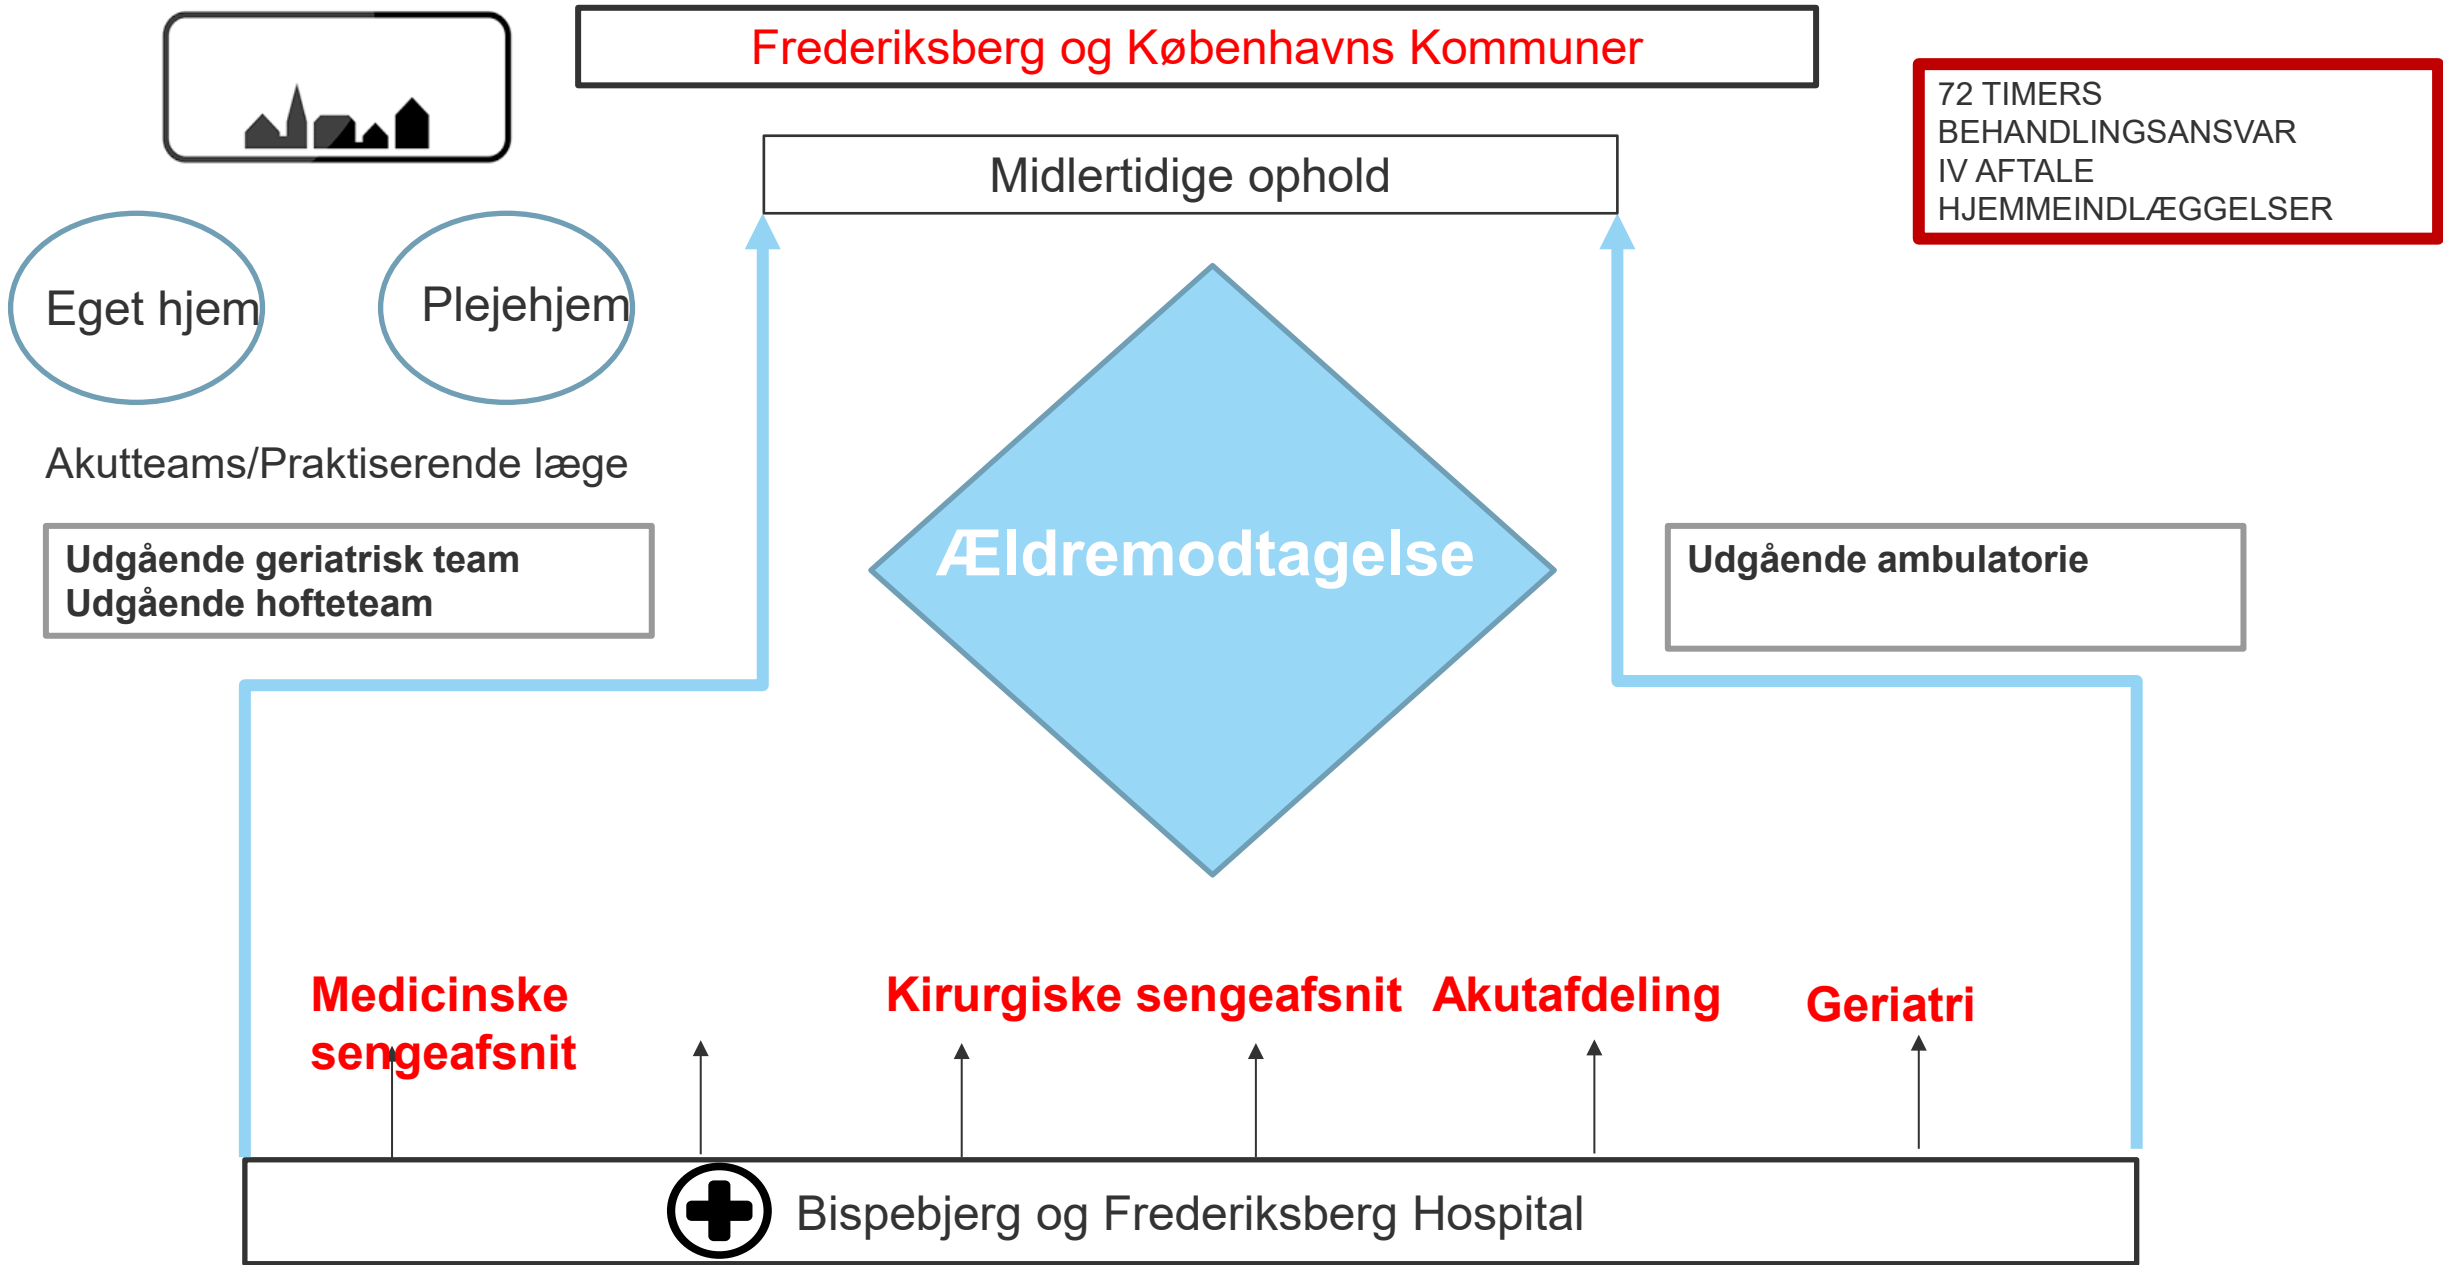 Frederiksberg og Københavns Kommuner
72 TIMERS
BEHANDLINGSANSVAR
IV AFTALE
HJEMMEINDLÆGGELSER
Midlertidige ophold
Eget hjem
Plejehjem
Akutteams/Praktiserende læge
Udgående geriatrisk team
Udgående hofteteam
Ældremodtagelse
Udgående ambulatorie
Medicinske
sengeafsnit
Kirurgiske sengeafsnit
Akutafdeling
Geriatri
Bispebjerg og Frederiksberg Hospital